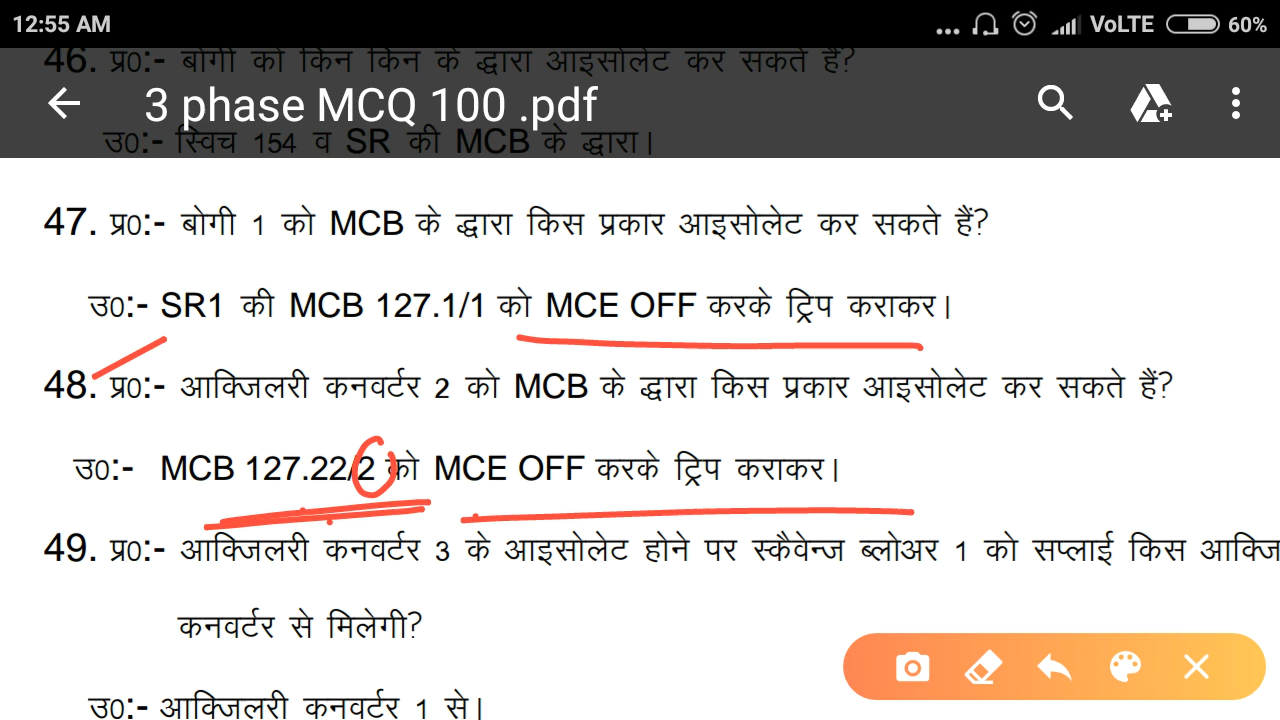 12:55 AM ... VoLTE 60%
46. प्र0:- बोगी को किन किन के द्वारा आइसोलेट कर सकते हैं?
3 phase MCQ 100 .pdf
उ0:- स्विच 154 व SR की MCB के द्वारा।
47. प्र0:- बोगी 1 को MCB के द्वारा किस प्रकार आइसोलेट कर सकते हैं?
उ0:- SR1 की MCB 127.1/1 को MCE OFF करके ट्रिप कराकर।
48. प्र0:- आक्जिलरी कनवर्टर 2 को MCB के द्वारा किस प्रकार आइसोलेट कर सकते हैं?
उ0:- MCB 127.22/2 को MCE OFF करके ट्रिप कराकर।
49. प्र0:- आक्जिलरी कनवर्टर 3 के आइसोलेट होने पर स्कैवेन्ज ब्लोअर 1 को सप्लाई किस आक्जि
कनवर्टर से मिलेगी?
उ0:- आक्जिलरी कनवर्टर 1 से।